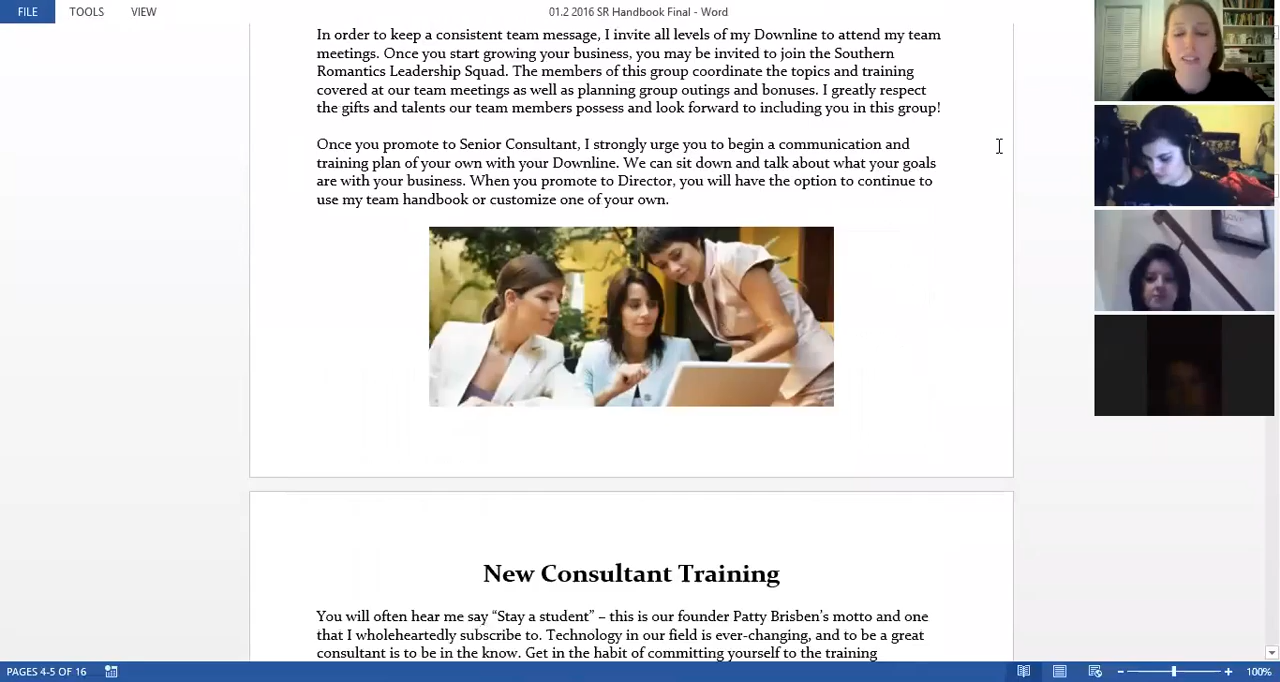 FILE TOOLS VIEW 01.2 2016 SR Handbook Final - Word
In order to keep a consistent team message, I invite all levels of my Downline to attend my team
meetings. Once you start growing your business, you may be invited to join the Southern
Romantics Leadership Squad. The members of this group coordinate the topics and training
covered at our team meetings as well as planning group outings and bonuses. I greatly respect
the gifts and talents our team members possess and look forward to including you in this group!
Once you promote to Senior Consultant, I strongly urge you to begin a communication and
training plan of your own with your Downline. We can sit down and talk about what your goals
are with your business. When you promote to Director, you will have the option to continue to
use my team handbook or customize one of your own.
New Consultant Training
You will often hear me say “Stay a student” – this is our founder Patty Brisben’s motto and one
that I wholeheartedly subscribe to. Technology in our field is ever-changing, and to be a great
consultant is to be in the know. Get in the habit of committing yourself to the training
PAGES 4-5 OF 16 100%